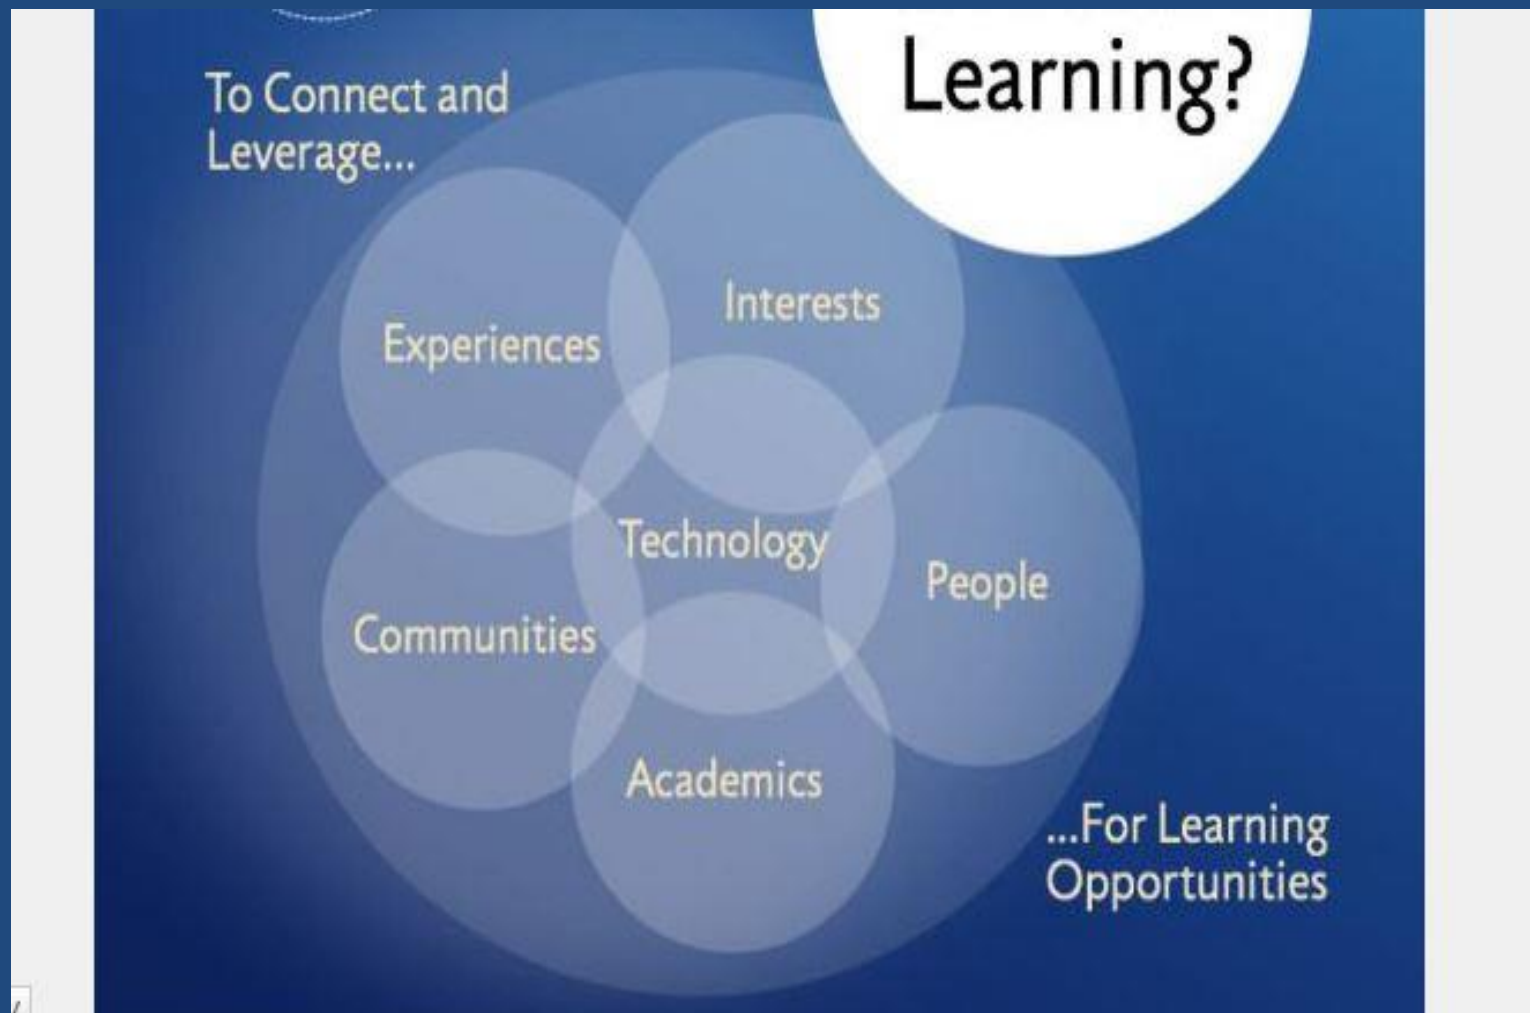 Learning?
To Connect and
Leverage...
Interests
Experiences
Technology
People
Communities
Academics
...For Learning
Opportunities